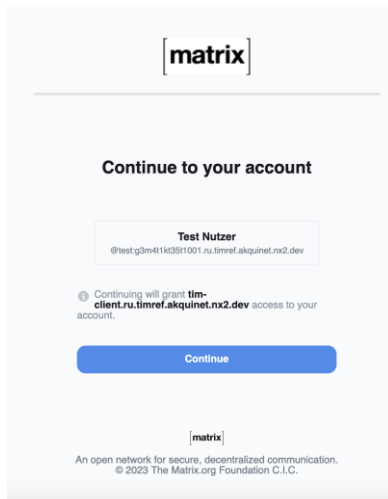 [matrix]
Continue to your account
Test Nutzer
@test:g3m4t1kt35t1001.ru.timref.akquinet.nx2.dev
Continuing will grant tim-
client.ru.timref.akquinet.nx2.dev access to your
account.
Continue
[matrix]
An open network for secure, decentralized communication.
© 2023 The Matrix.org Foundation C.I.C.